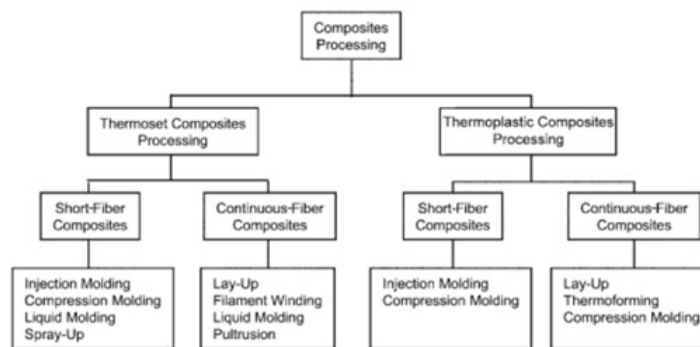 Composites
Processing
Thermoset Composites
Processing
Thermoplastic Composites
Processing
Short-Fiber
Composites
Continuous-Fiber
Composites
Short-Fiber
Composites
Continuous-Fiber
Composites
Injection Molding
Compression Molding
Liquid Molding
Spray-Up
Lay-Up
Filament Winding
Liquid Molding
Pultrusion
Injection Molding
Compression Molding
Lay-Up
Thermoforming
Compression Molding